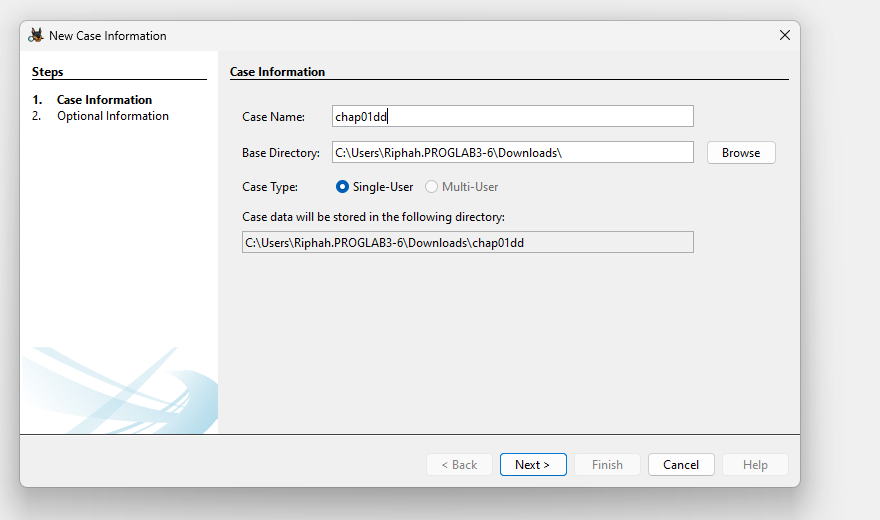 New Case Information
Steps
1. Case Information
2. Optional Information
Case Information
Case Name: chap01dd
Base Directory: C:\Users\Riphah.PROGLAB3-6\Downloads\ Browse
Case Type: Single-User Multi-User
Case data will be stored in the following directory:
C:\Users\Riphah.PROGLAB3-6\Downloads\chap01dd
< Back Next > Finish Cancel Help